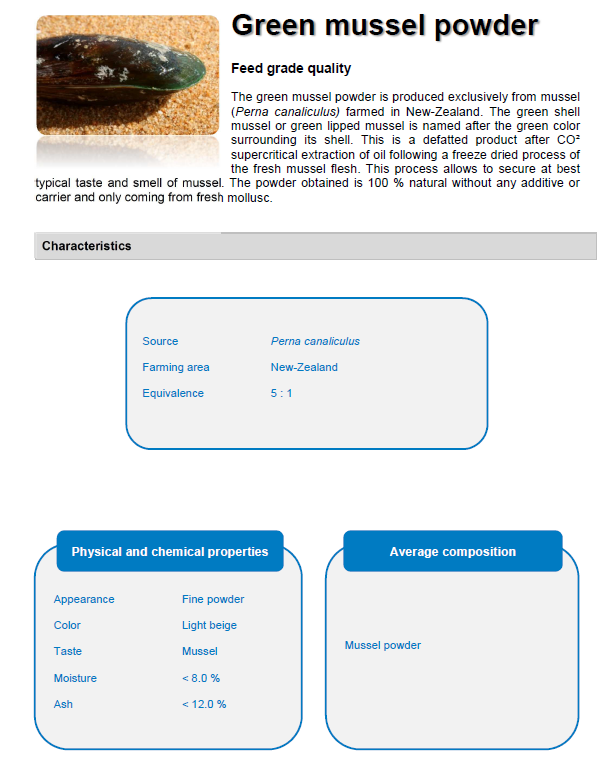 Green mussel powder
Feed grade quality
The green mussel powder is produced exclusively from mussel
(Perna canaliculus) farmed in New-Zealand. The green shell
mussel or green lipped mussel is named after the green color
surrounding its shell. This is a defatted product after CO²
supercritical extraction of oil following a freeze dried process of
the fresh mussel flesh. This process allows to secure at best
typical taste and smell of mussel. The powder obtained is 100 % natural without any additive or
carrier and only coming from fresh mollusc.
Characteristics
Source Perna canaliculus
Farming area New-Zealand
Equivalence 5 : 1
Physical and chemical properties
Appearance Fine powder
Color Light beige
Taste Mussel
Moisture < 8.0 %
Ash < 12.0 %
Average composition
Mussel powder